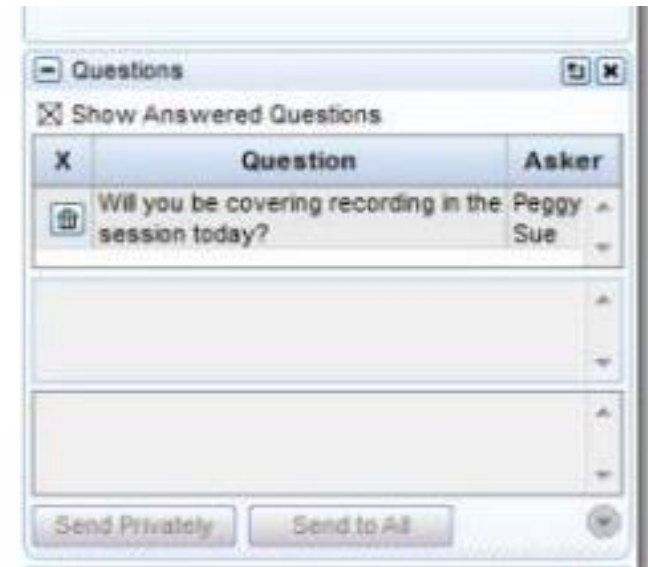 Questions
Show Answered Questions
X Question Asker
Will you be covering recording in the Peggy
session today? Sue
Send Privately Send to All